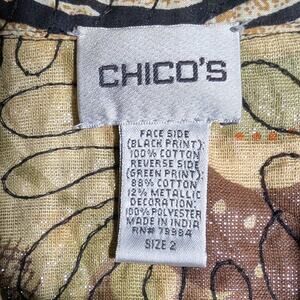 CHICO'S
FACE SIDE
(BLACK PRINT):
100% COTTON
REVERSE SIDE
(GREEN PRINT):
88% COTTON
12% METALLIC
DECORATION:
100% POLYESTER
MADE IN INDIA
RN# 79984
SIZE 2